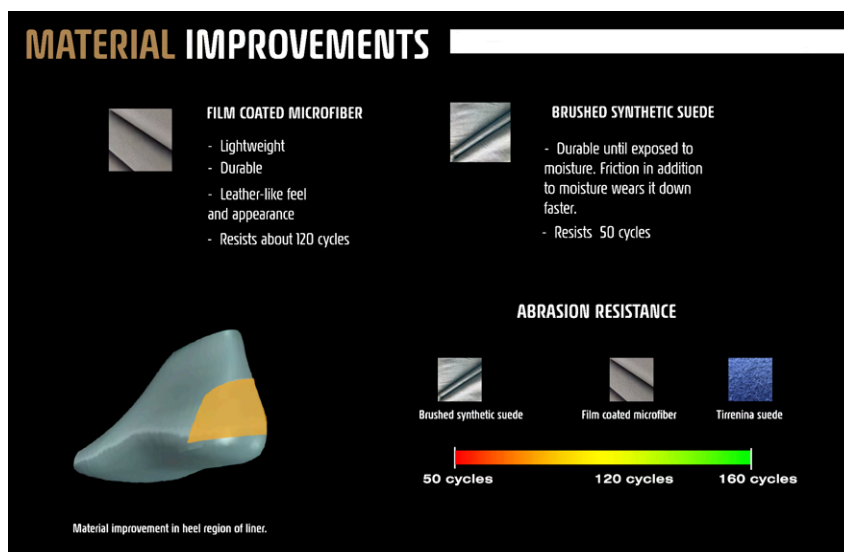 MATERIAL IMPROVEMENTS
FILM COATED MICROFIBER
- Lightweight
- Durable
- Leather-like feel
and appearance
- Resists about 120 cycles
BRUSHED SYNTHETIC SUEDE
- Durable until exposed to
moisture. Friction in addition
to moisture wears it down
faster.
- Resists 50 cycles
ABRASION RESISTANCE
Brushed synthetic suede
Film coated microfiber
Tirrenina suede
50 cycles
120 cycles
160 cycles
Material improvement in heel region of liner.